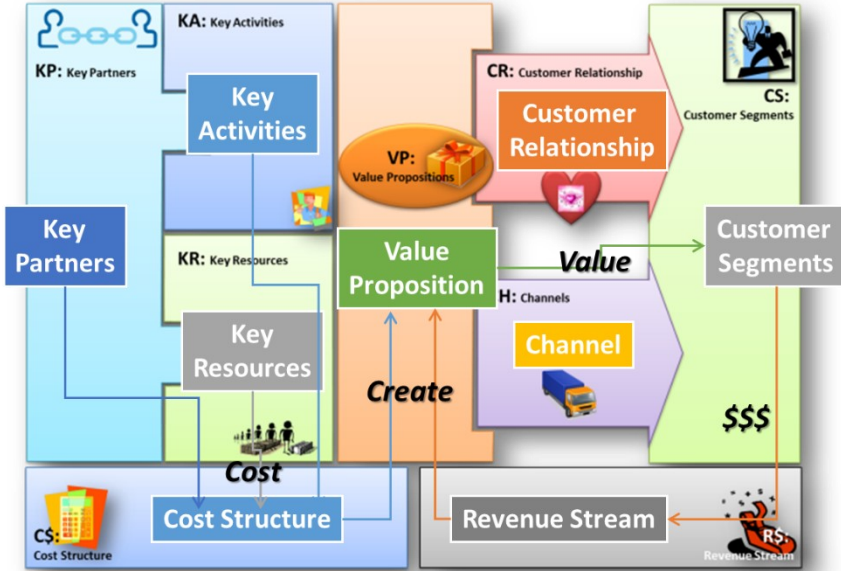 KP: Key Partners
KA: Key Activities
Key
Activities
Key
Partners
KR: Key Resources
Key
Resources
Cost
VP:
Value Propositions
Value
Proposition
Create
CR: Customer Relationship
Customer
Relationship
Value
H: Channels
Channel
CS:
Customer Segments
Customer
Segments
$$$
C$:
Cost Structure
Cost Structure
Revenue Stream
R$:
Revenue Stream